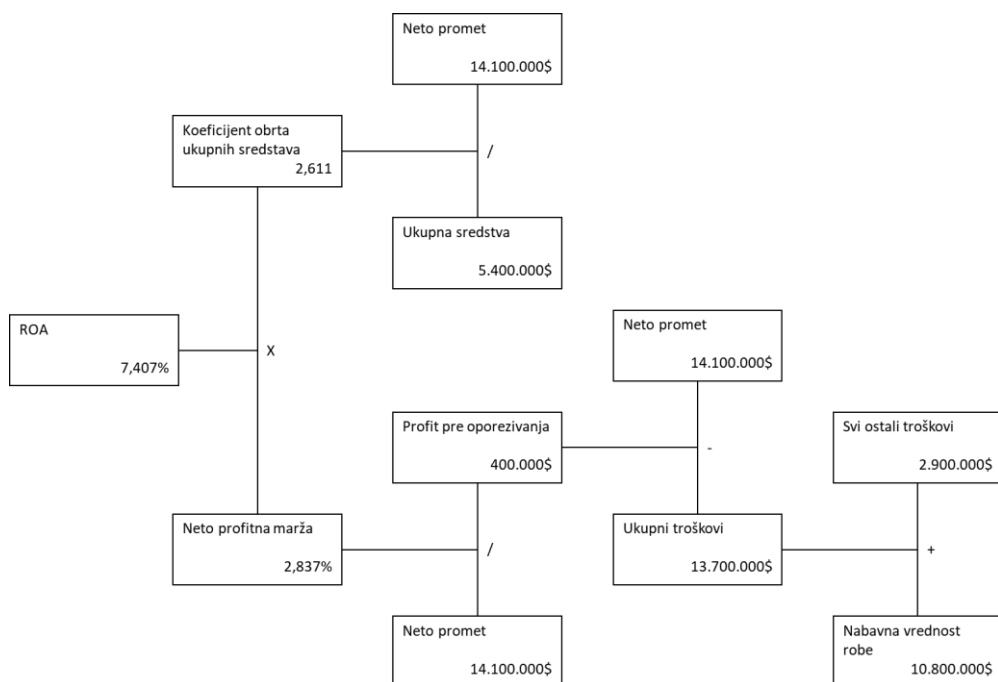 Neto promet
14.100.000$
Koeficijent obrta
ukupnih sredstava
2,611
/
Ukupna sredstva
5.400.000$
ROA
7,407%
X
Neto promet
14.100.000$
Profit pre oporezivanja
400.000$
-
Svi ostali troškovi
2.900.000$
Neto profitna marža
2,837%
/
Ukupni troškovi
13.700.000$
+
Neto promet
14.100.000$
Nabavna vrednost
robe
10.800.000$